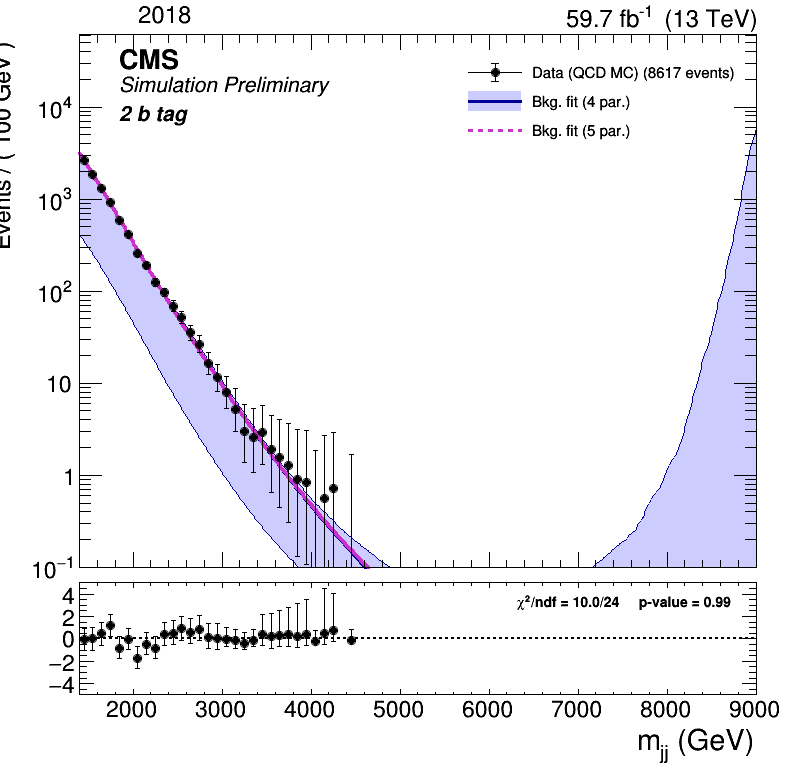 2018
59.7 fb⁻¹ (13 TeV)
CMS
Simulation Preliminary
2 b tag
Data (QCD MC) (8617 events)
Bkg. fit (4 par.)
Bkg. fit (5 par.)
Events / ( 100 GeV )
10⁴
10³
10²
10
1
10⁻¹
χ²/ndf = 10.0/24 p-value = 0.99
4
2
0
−2
−4
2000 3000 4000 5000 6000 7000 8000 9000
m_jj (GeV)